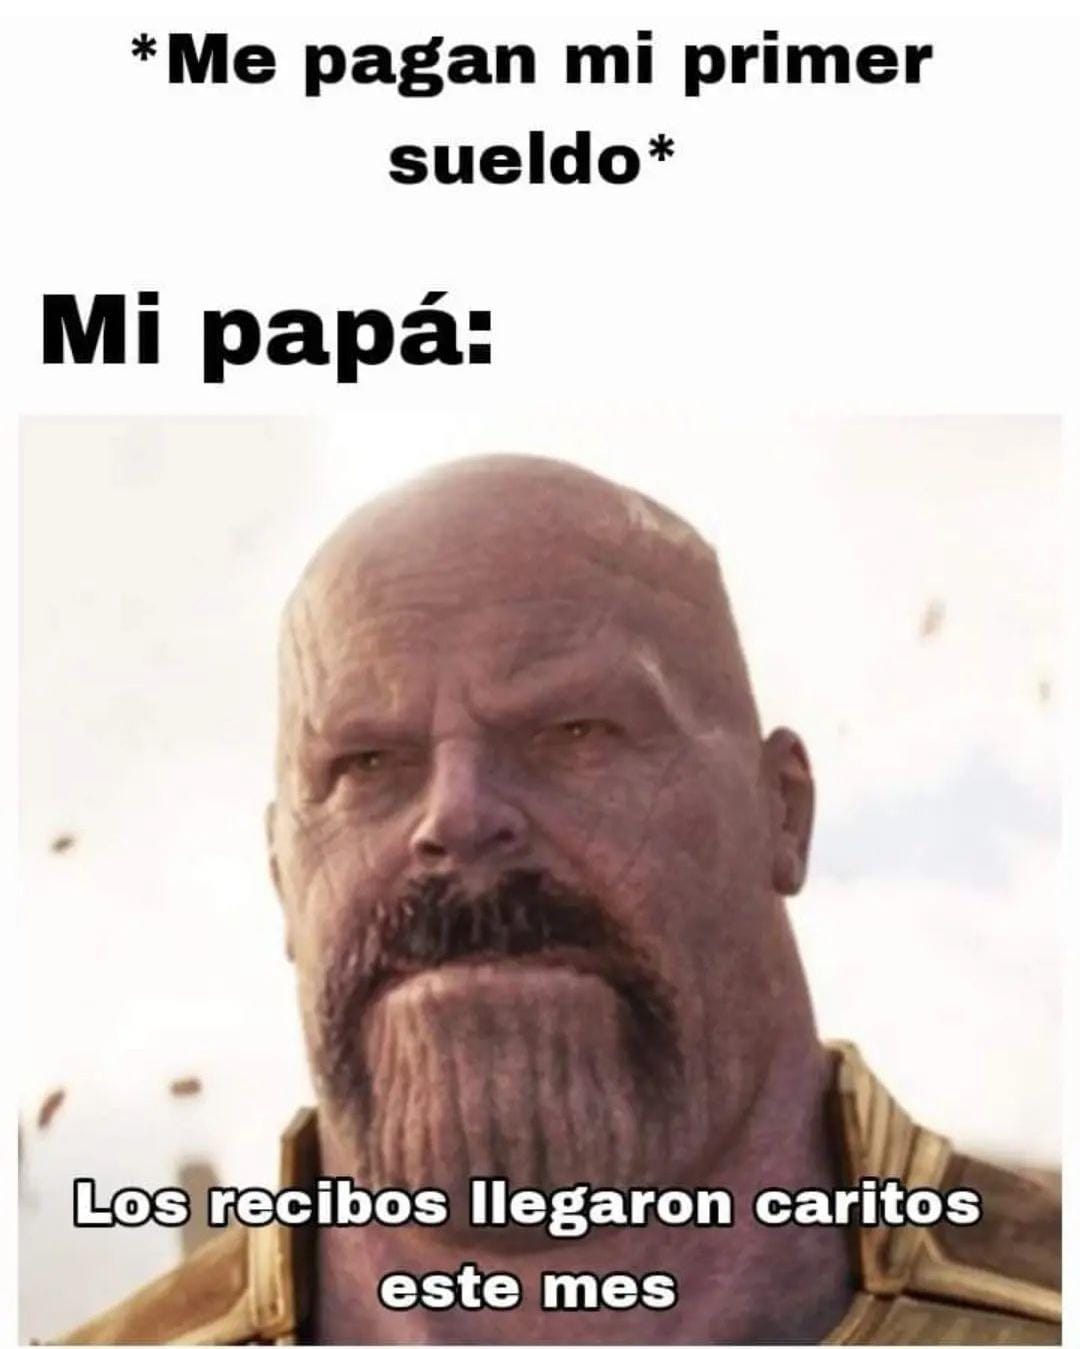 *Me pagan mi primer
sueldo*
Mi papá:
Los recibos llegaron caritos
este mes